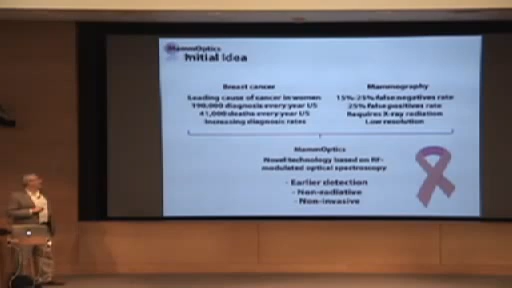 MammOptics
Initial Idea
Breast cancer
Leading cause of cancer in women
190,000 diagnosis every year US
41,000 deaths every year US
Increasing diagnosis rates
Mammography
15%-25% false negatives rate
25% false positives rate
Requires X-ray radiation
Low resolution
MammOptics
Novel technology based on RF-
modulated optical spectroscopy
- Earlier detection
- Non-radiative
- Non-invasive